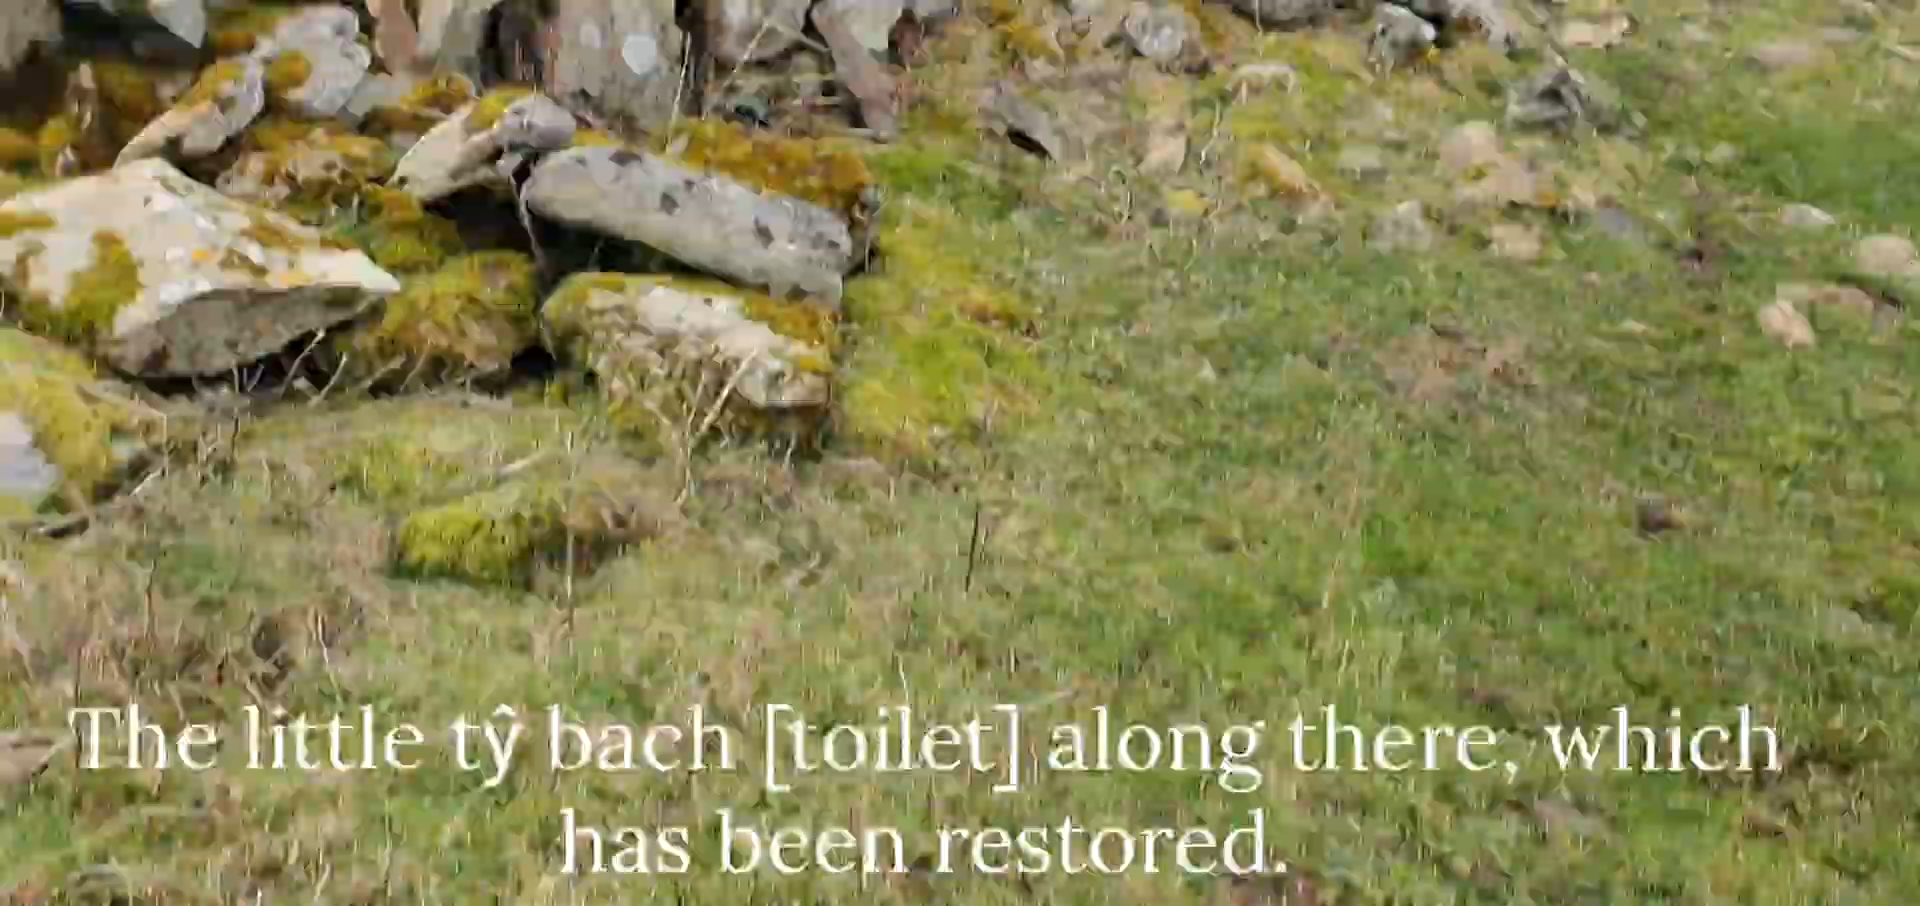 The little tŷ bach [toilet] along there, which
has been restored.